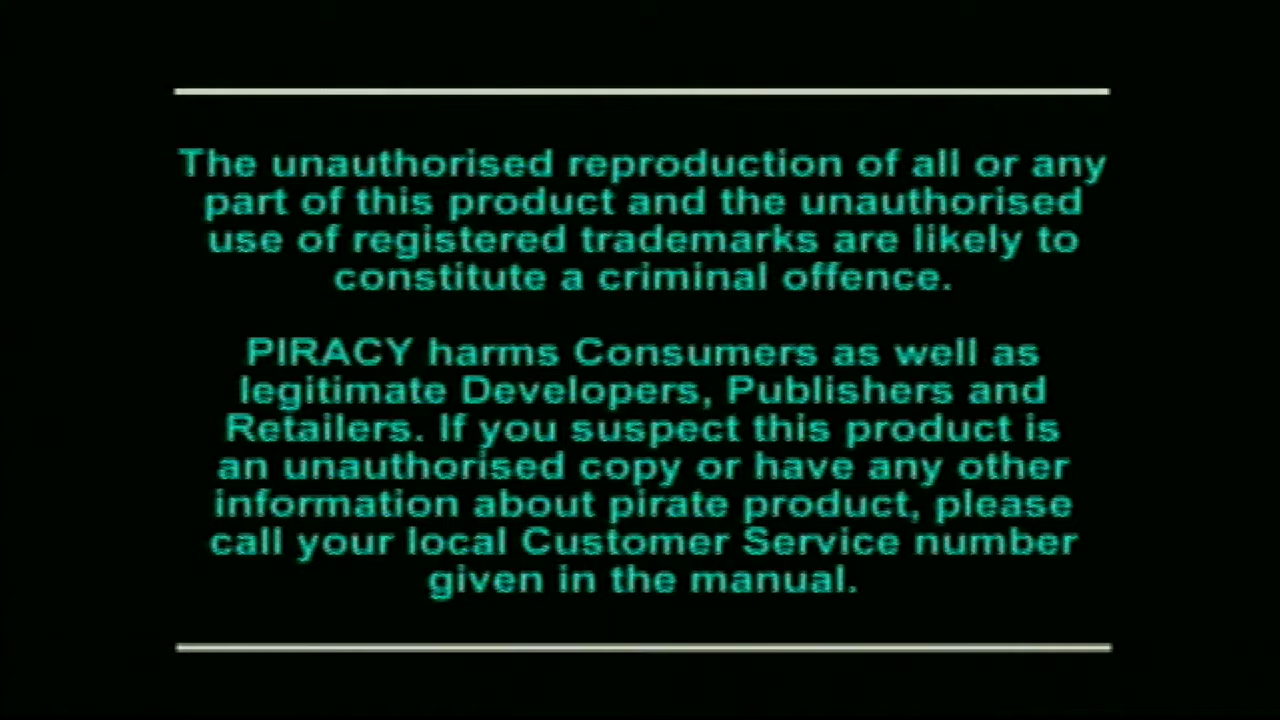 The unauthorised reproduction of all or any
part of this product and the unauthorised
use of registered trademarks are likely to
constitute a criminal offence.
PIRACY harms Consumers as well as
legitimate Developers, Publishers and
Retailers. If you suspect this product is
an unauthorised copy or have any other
information about pirate product, please
call your local Customer Service number
given in the manual.